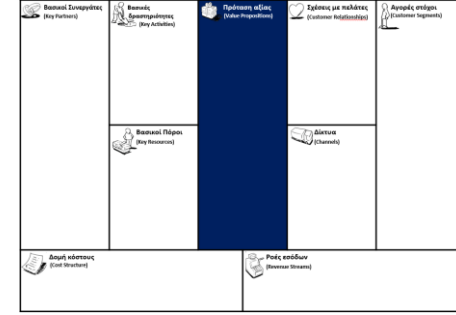 Βασικοί Συνεργάτες
(Key Partners)
Βασικές
δραστηριότητες
(Key Activities)
Πρόταση αξίας
(Value Propositions)
Σχέσεις με πελάτες
(Customer Relationships)
Αγορές στόχοι
(Customer Segments)
Βασικοί Πόροι
(Key Resources)
Δίκτυα
(Channels)
Δομή κόστους
(Cost Structure)
Ροές εσόδων
(Revenue Streams)